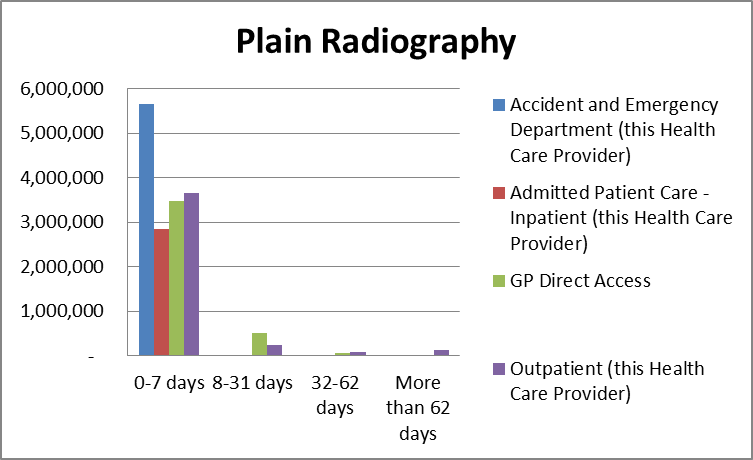 Plain Radiography
6,000,000
5,000,000
4,000,000
3,000,000
2,000,000
1,000,000
-
0-7 days
8-31 days
32-62
days
More
than 62
days
Accident and Emergency
Department (this Health
Care Provider)
Admitted Patient Care -
Inpatient (this Health Care
Provider)
GP Direct Access
Outpatient (this Health
Care Provider)